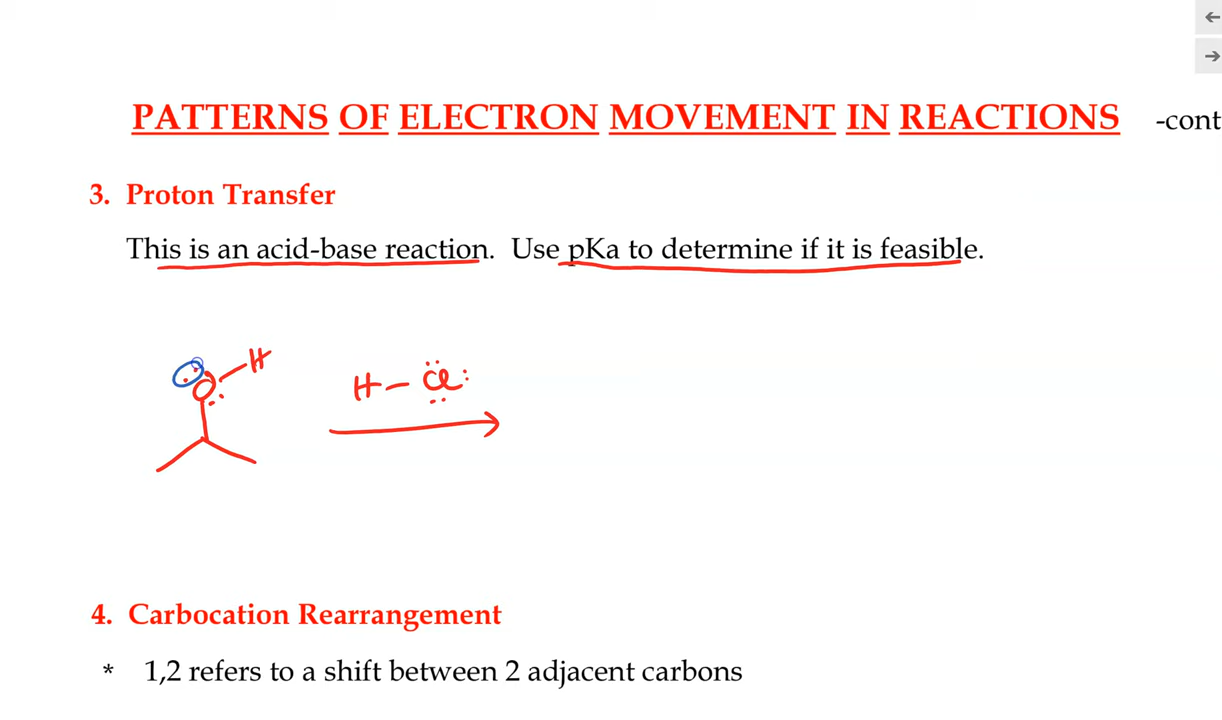 PATTERNS OF ELECTRON MOVEMENT IN REACTIONS -cont
3. Proton Transfer
This is an acid-base reaction. Use pKa to determine if it is feasible.
H
O
H – Cl
4. Carbocation Rearrangement
* 1,2 refers to a shift between 2 adjacent carbons